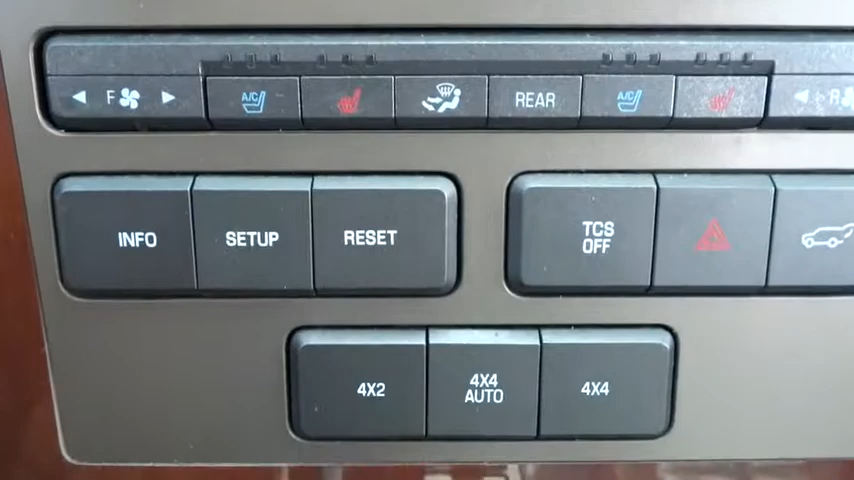 F A/C REAR A/C R
INFO SETUP RESET TCS
OFF
4X2 4X4
AUTO 4X4